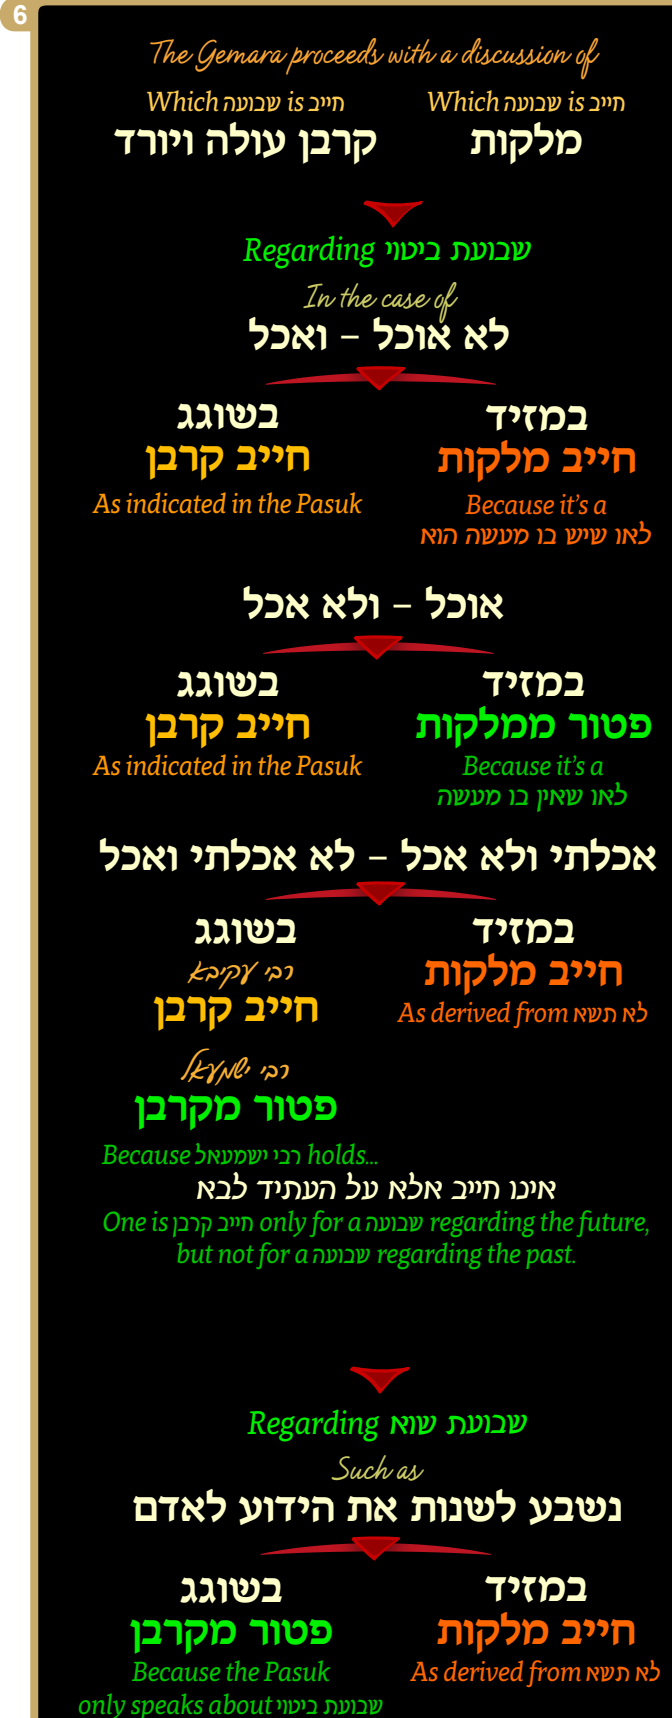 6
The Gemara proceeds with a discussion of
Which שבועה is חייב
מלקות
Which שבועה is חייב
קרבן עולה ויורד
Regarding שבועת ביטוי
In the case of
לא אוכל – ואכל
במזיד
חייב מלקות
Because it's a
לאו שיש בו מעשה הוא
בשוגג
חייב קרבן
As indicated in the Pasuk
אוכל – ולא אכל
במזיד
פטור ממלקות
Because it's a
לאו שאין בו מעשה
בשוגג
חייב קרבן
As indicated in the Pasuk
אכלתי ולא אכל – לא אכלתי ואכל
במזיד
חייב מלקות
As derived from לא תשא
בשוגג
רבי עקיבא
חייב קרבן
רבי ישמעאל
פטור מקרבן
Because רבי ישמעאל holds...
אינו חייב אלא על העתיד לבא
One is חייב קרבן only for a שבועה regarding the future,
but not for a שבועה regarding the past.
Regarding שבועת שוא
Such as
נשבע לשנות את הידוע לאדם
במזיד
חייב מלקות
As derived from לא תשא
בשוגג
פטור מקרבן
Because the Pasuk
only speaks about שבועת ביטוי